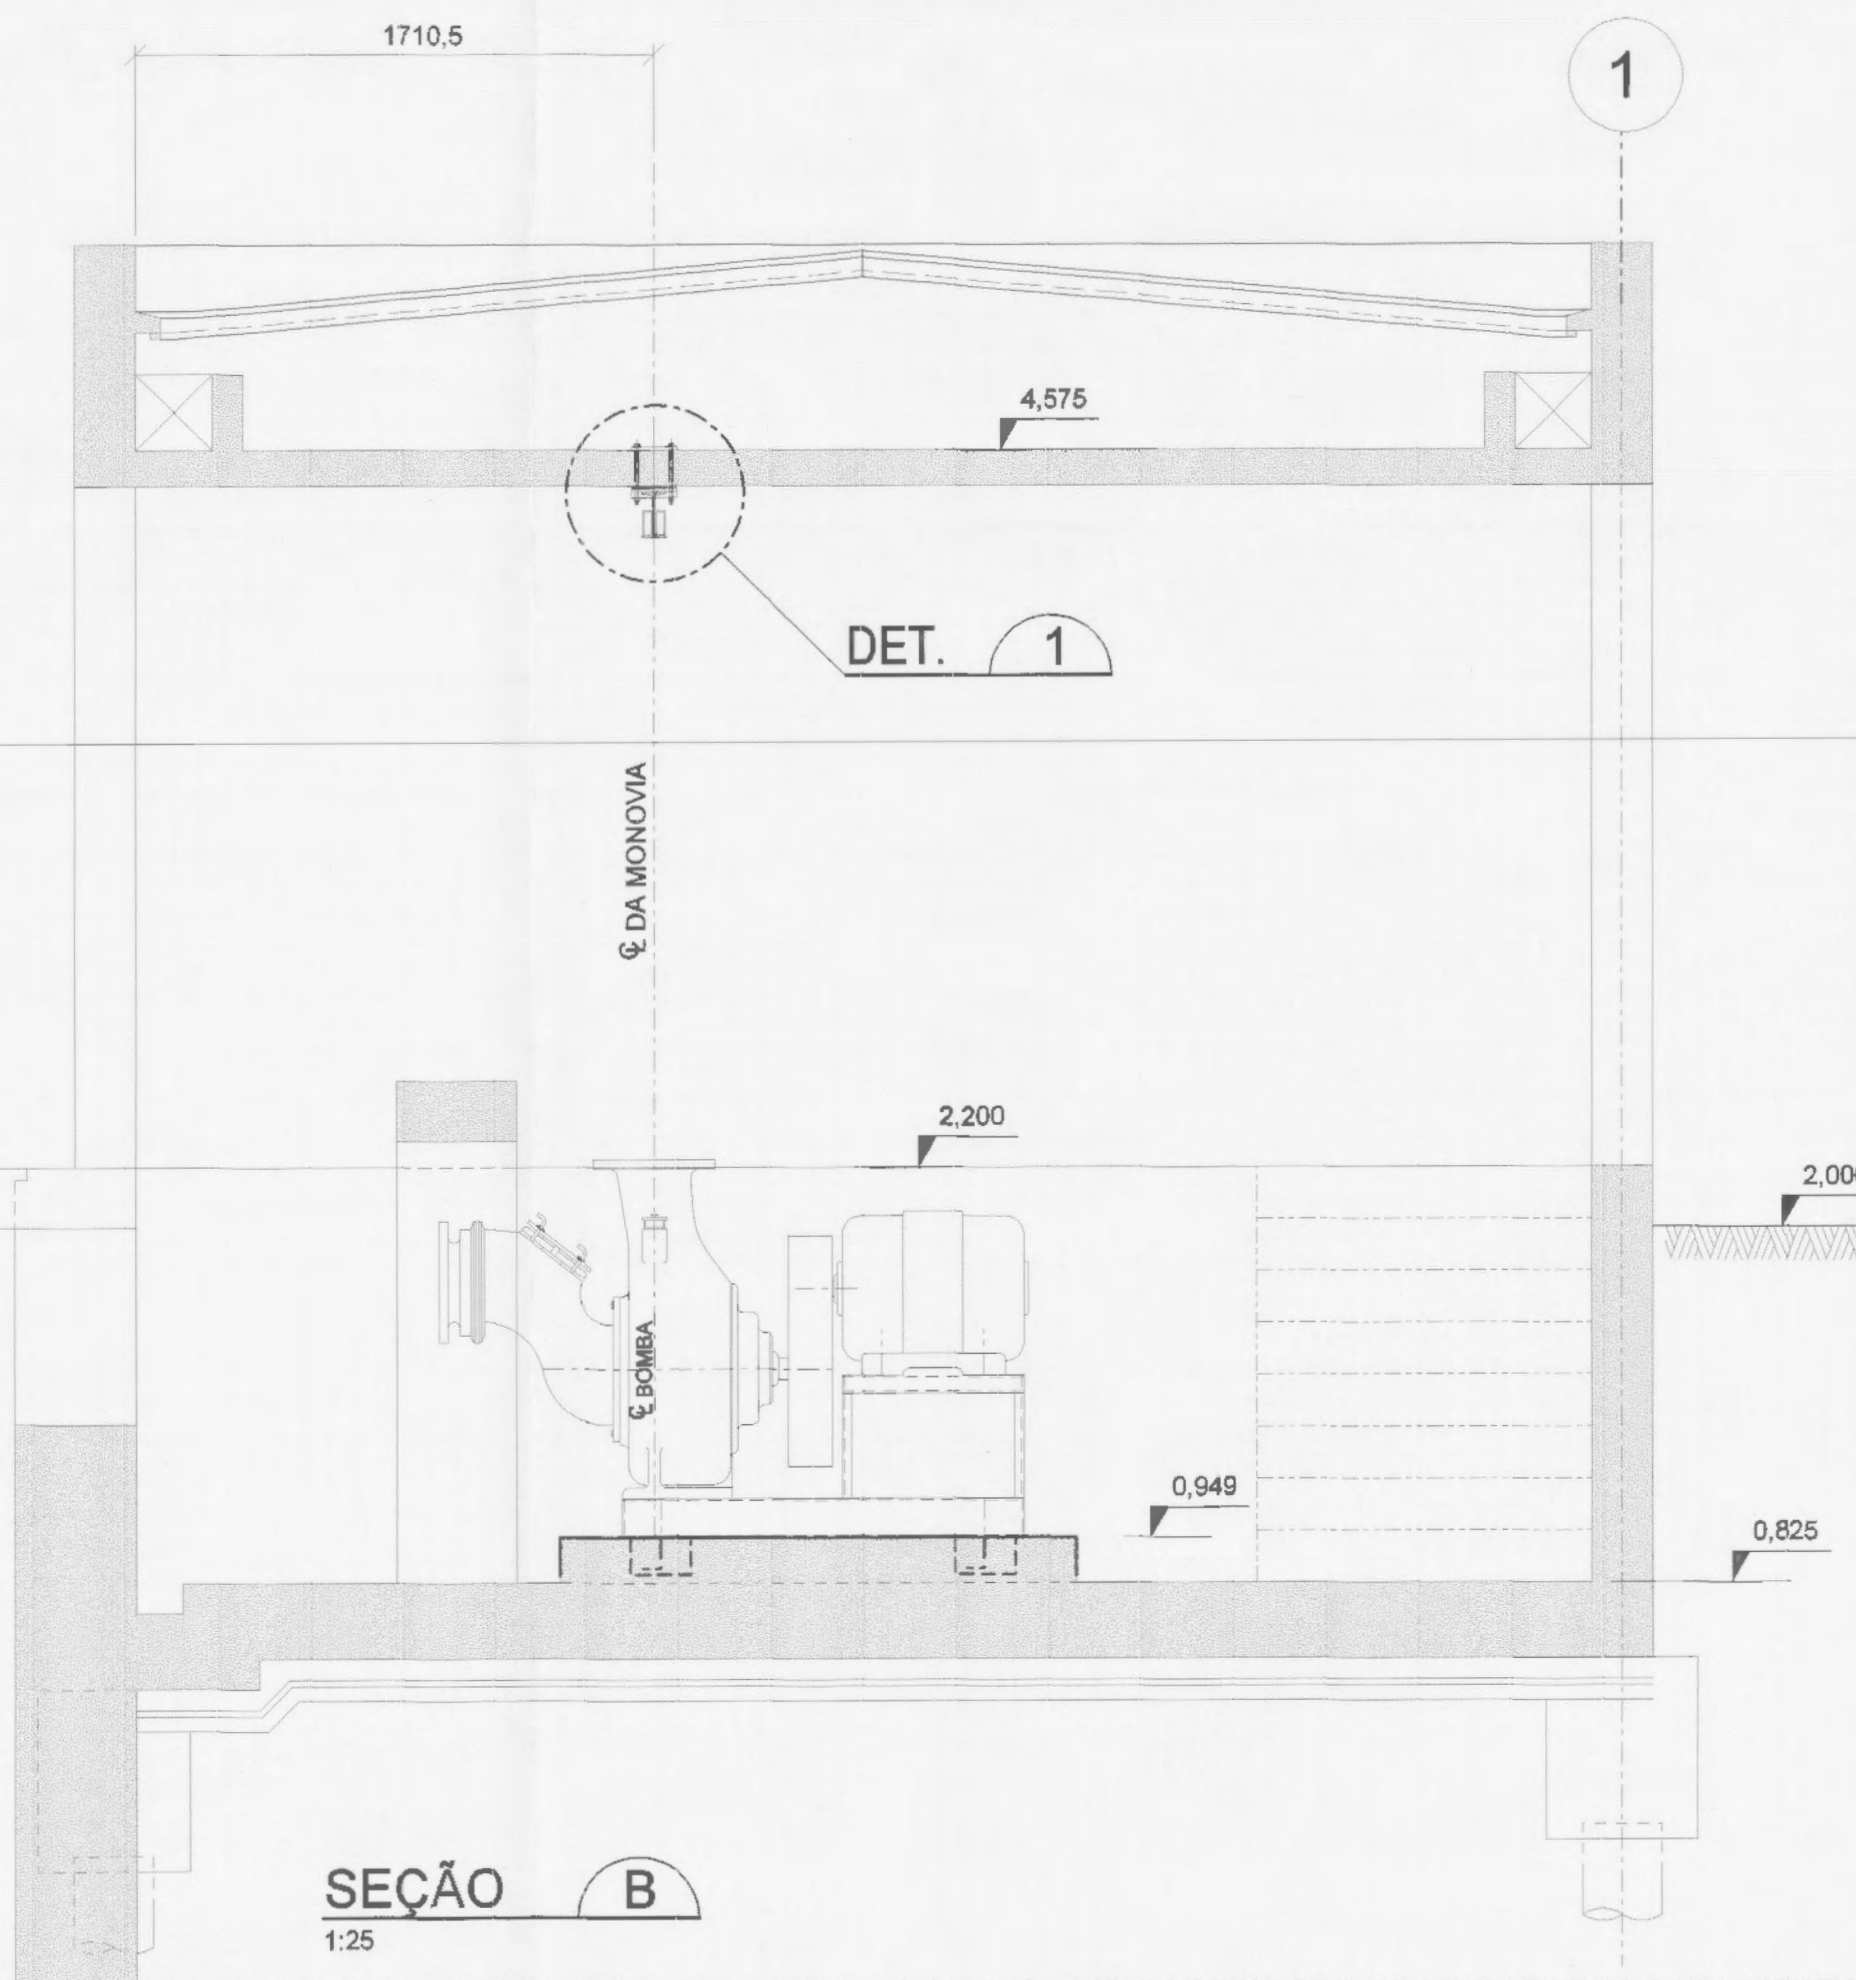 1710,5
1
4,575
DET. 1
℄ DA MONOVIA
2,200
℄ BOMBA
0,949
0,825
SEÇÃO B
1:25